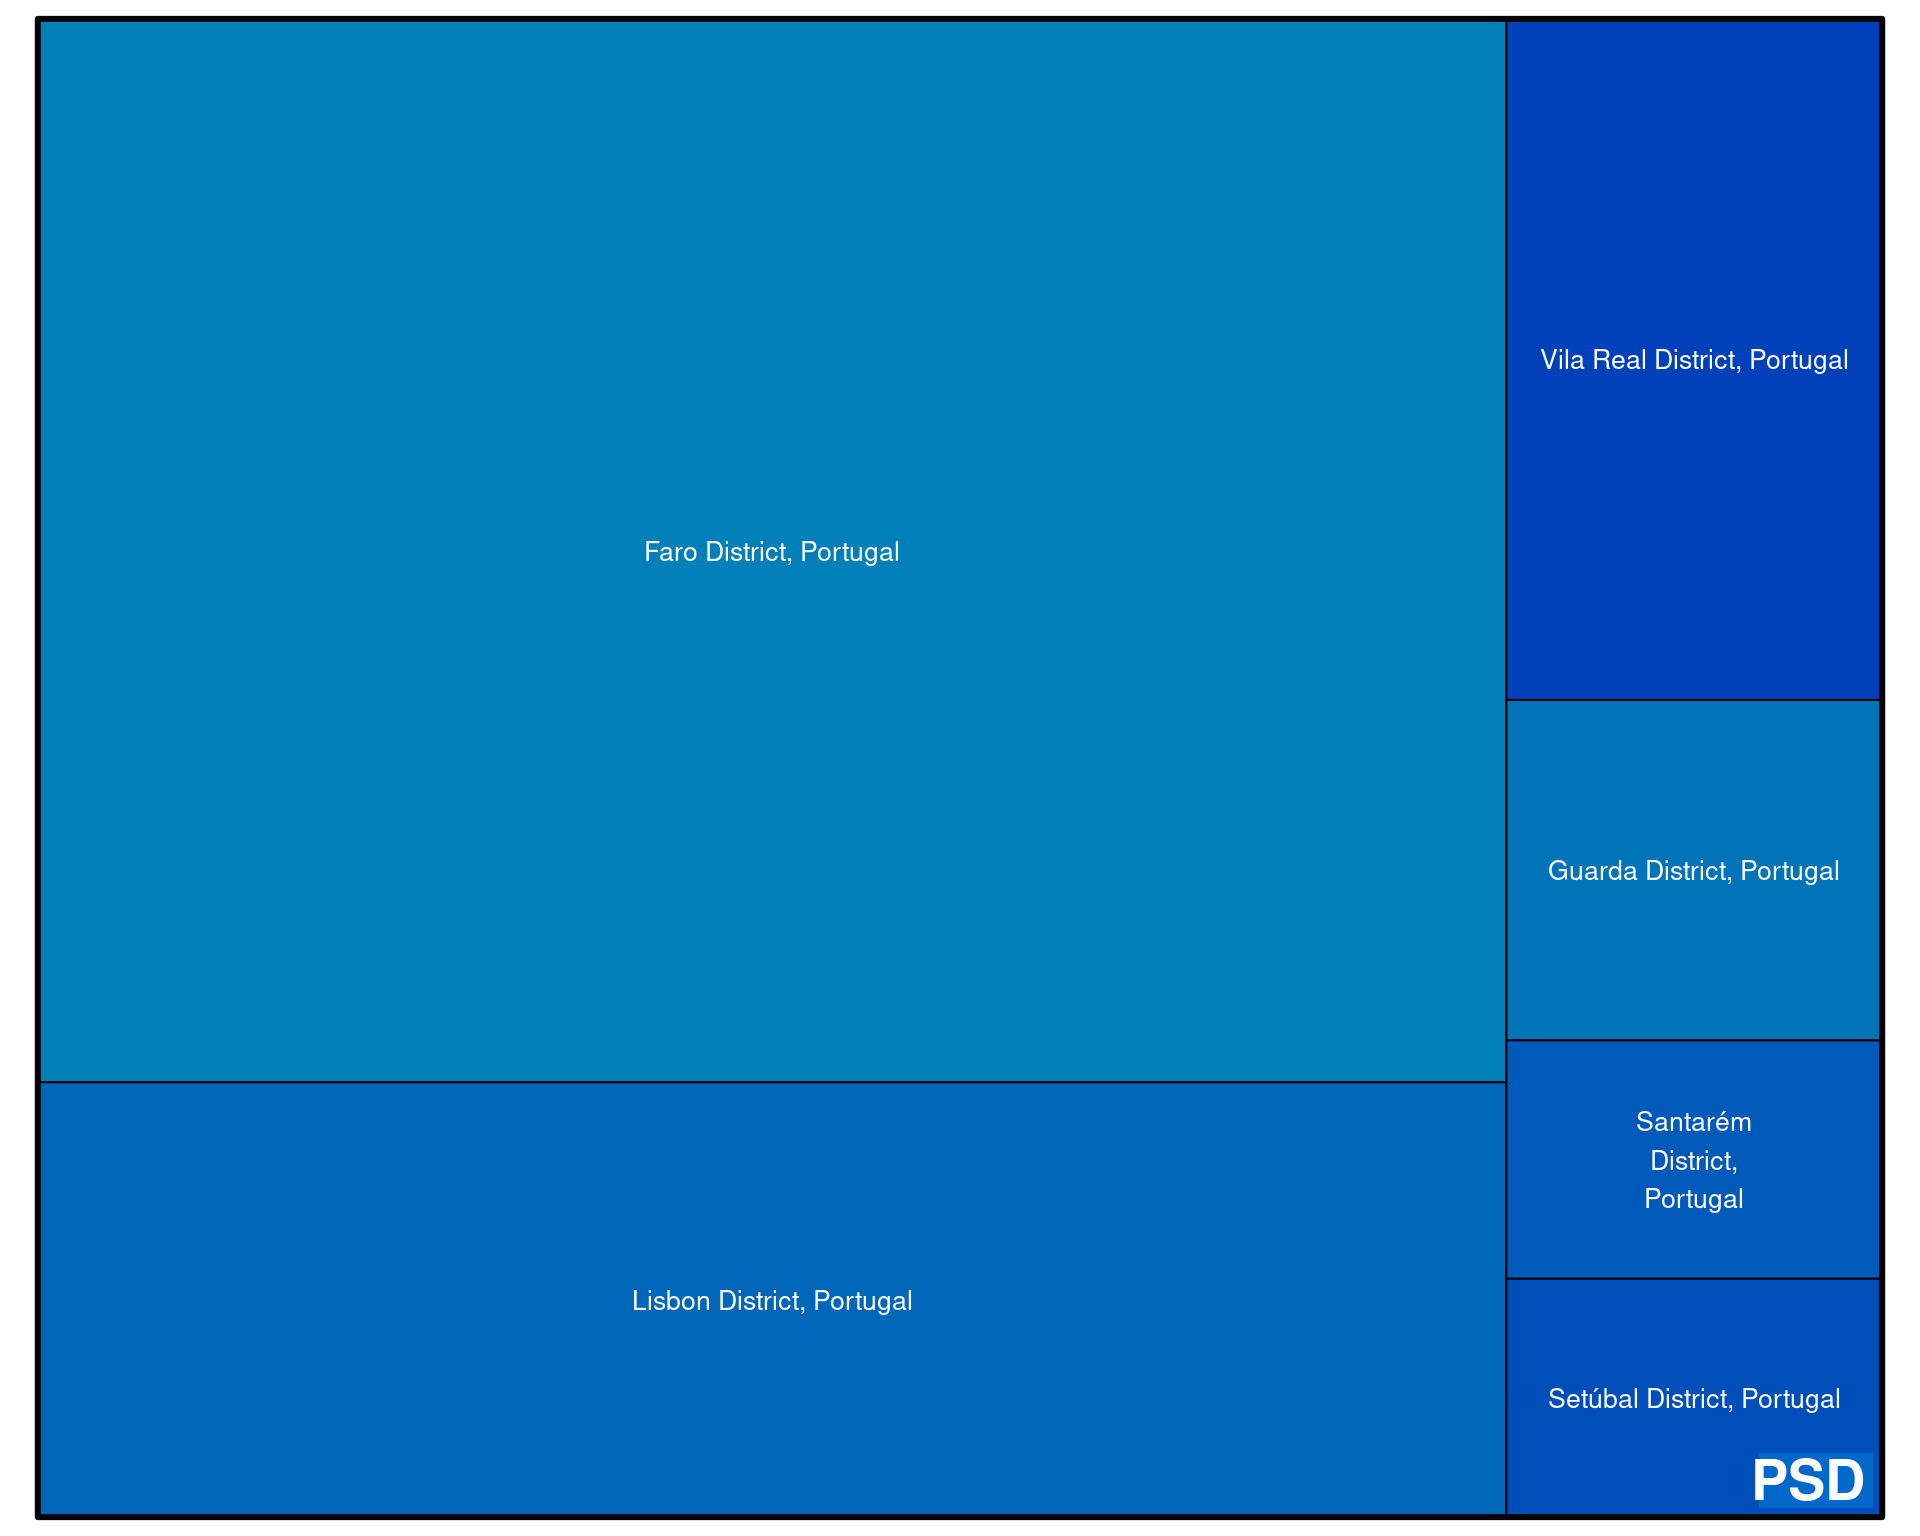 Faro District, Portugal
Lisbon District, Portugal
Vila Real District, Portugal
Guarda District, Portugal
Santarém
District,
Portugal
Setúbal District, Portugal
PSD